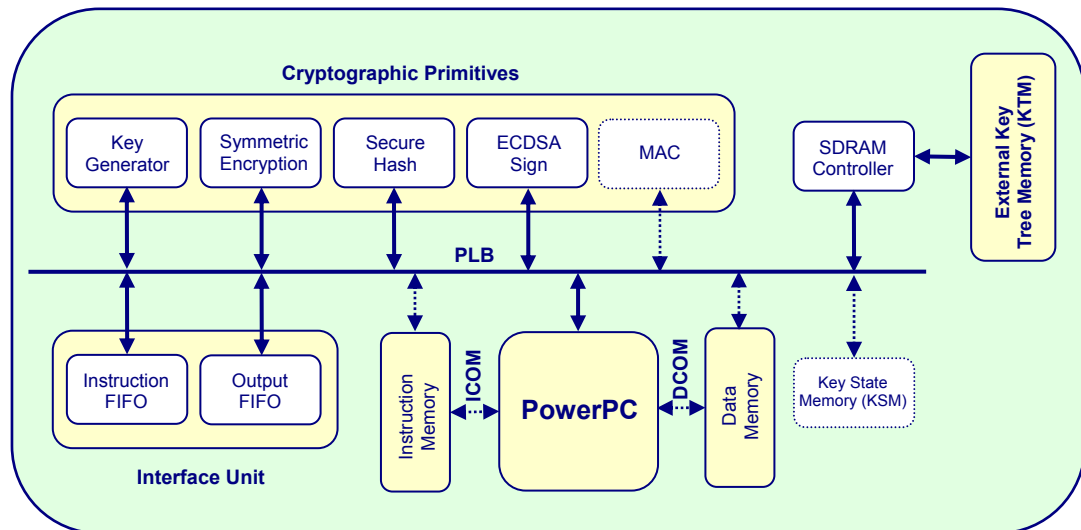 Cryptographic Primitives
Key
Generator
Symmetric
Encryption
Secure
Hash
ECDSA
Sign
MAC
SDRAM
Controller
External Key
Tree Memory (KTM)
PLB
Instruction
FIFO
Output
FIFO
Interface Unit
Instruction
Memory
ICOM
PowerPC
DCOM
Data
Memory
Key State
Memory (KSM)